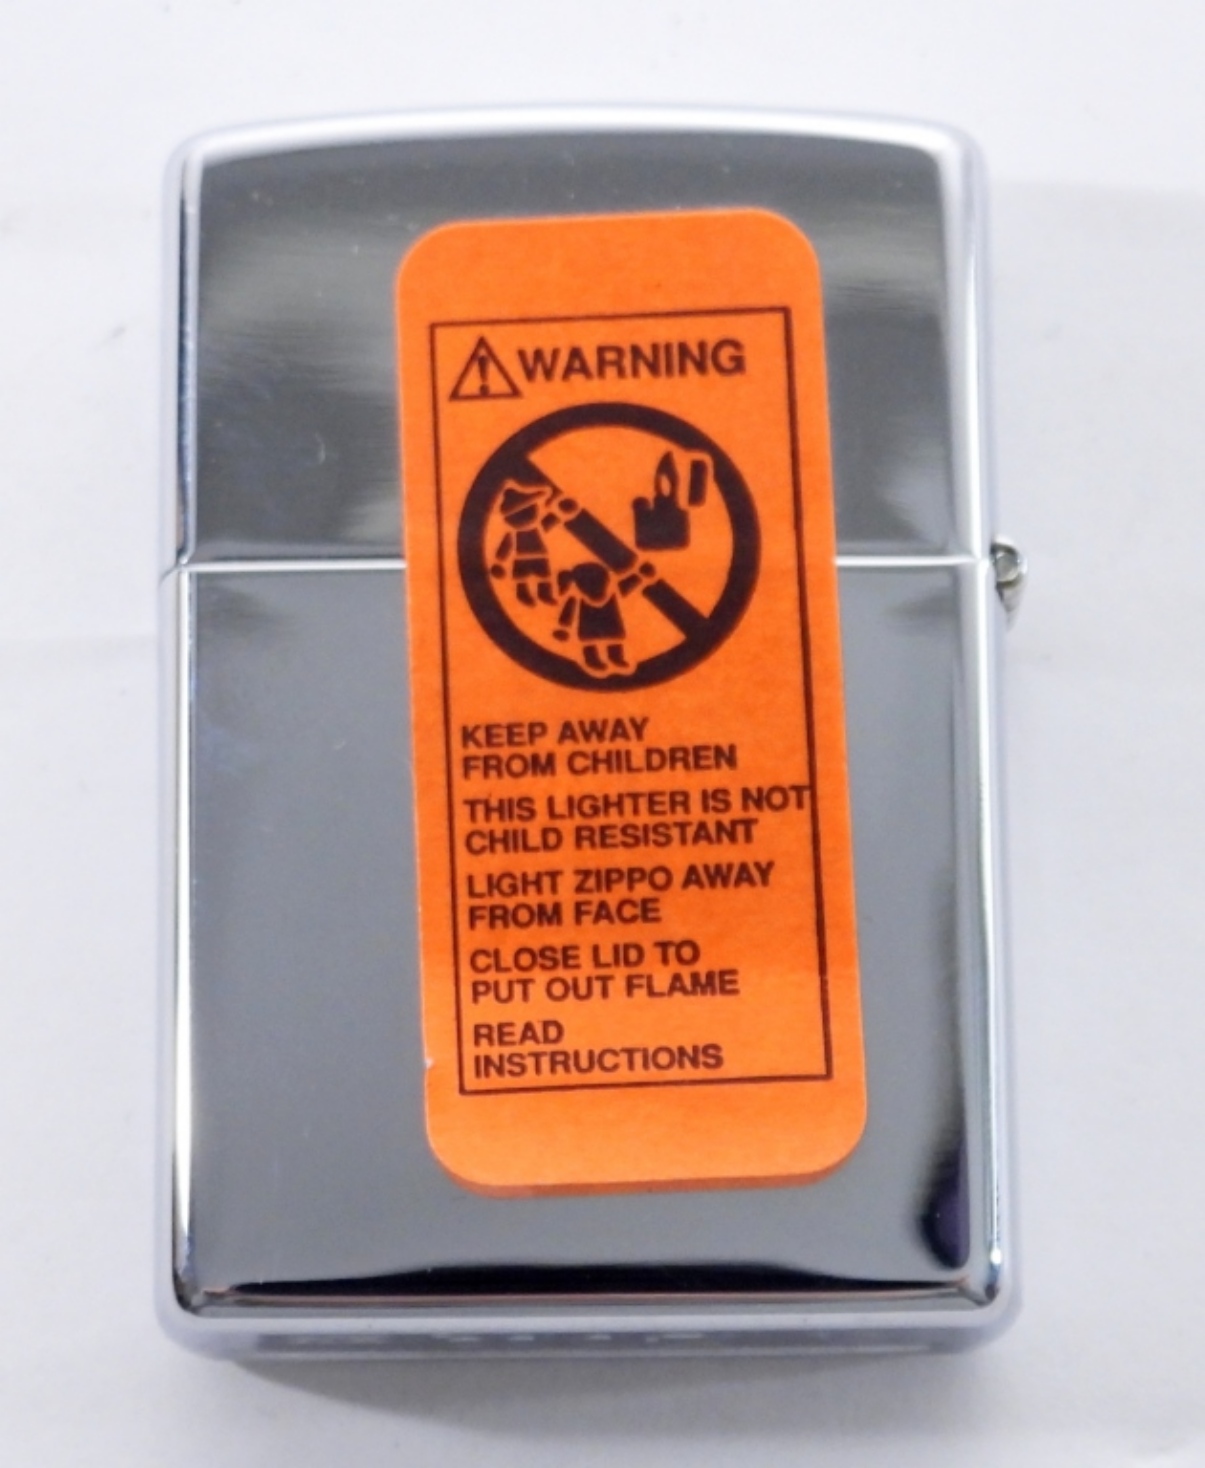 WARNING
KEEP AWAY
FROM CHILDREN
THIS LIGHTER IS NOT
CHILD RESISTANT
LIGHT ZIPPO AWAY
FROM FACE
CLOSE LID TO
PUT OUT FLAME
READ
INSTRUCTIONS